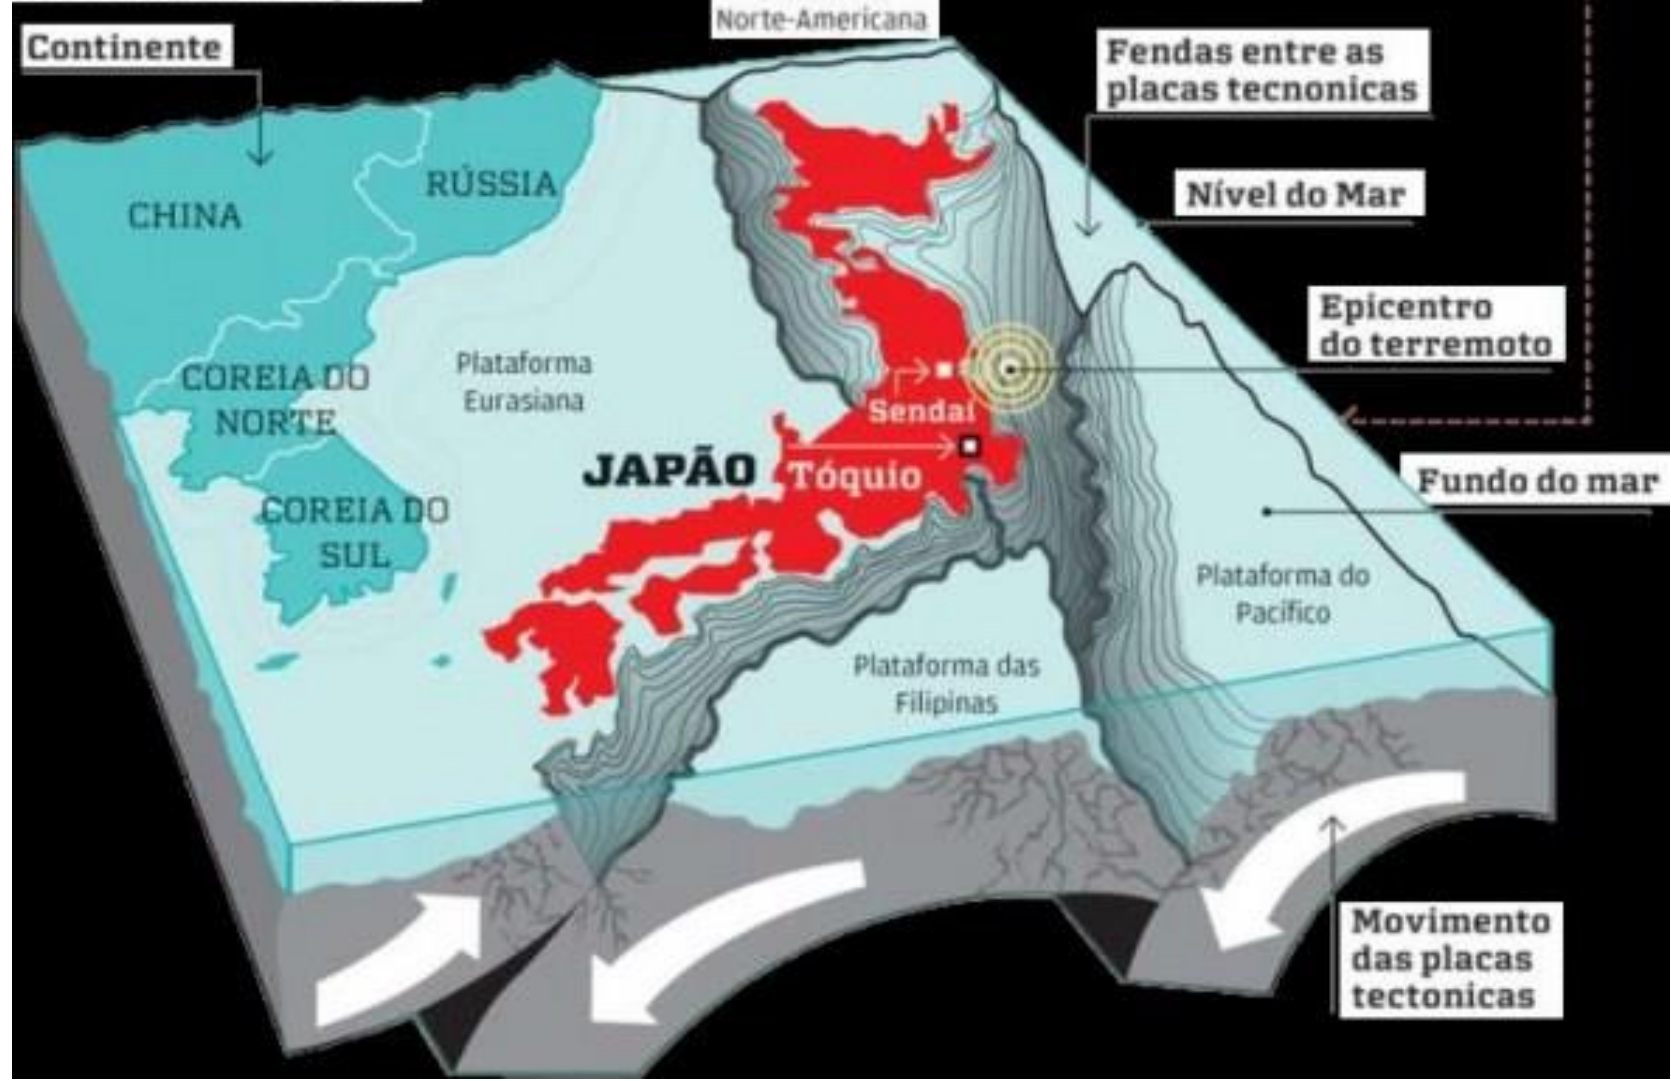 Norte-Americana
Continente
Fendas entre as
placas tecnonicas
RÚSSIA
CHINA
Nível do Mar
Epicentro
do terremoto
COREIA DO
NORTE
Plataforma
Eurasiana
Sendai
JAPÃO
Tóquio
Fundo do mar
COREIA DO
SUL
Plataforma do
Pacífico
Plataforma das
Filipinas
Movimento
das placas
tectonicas